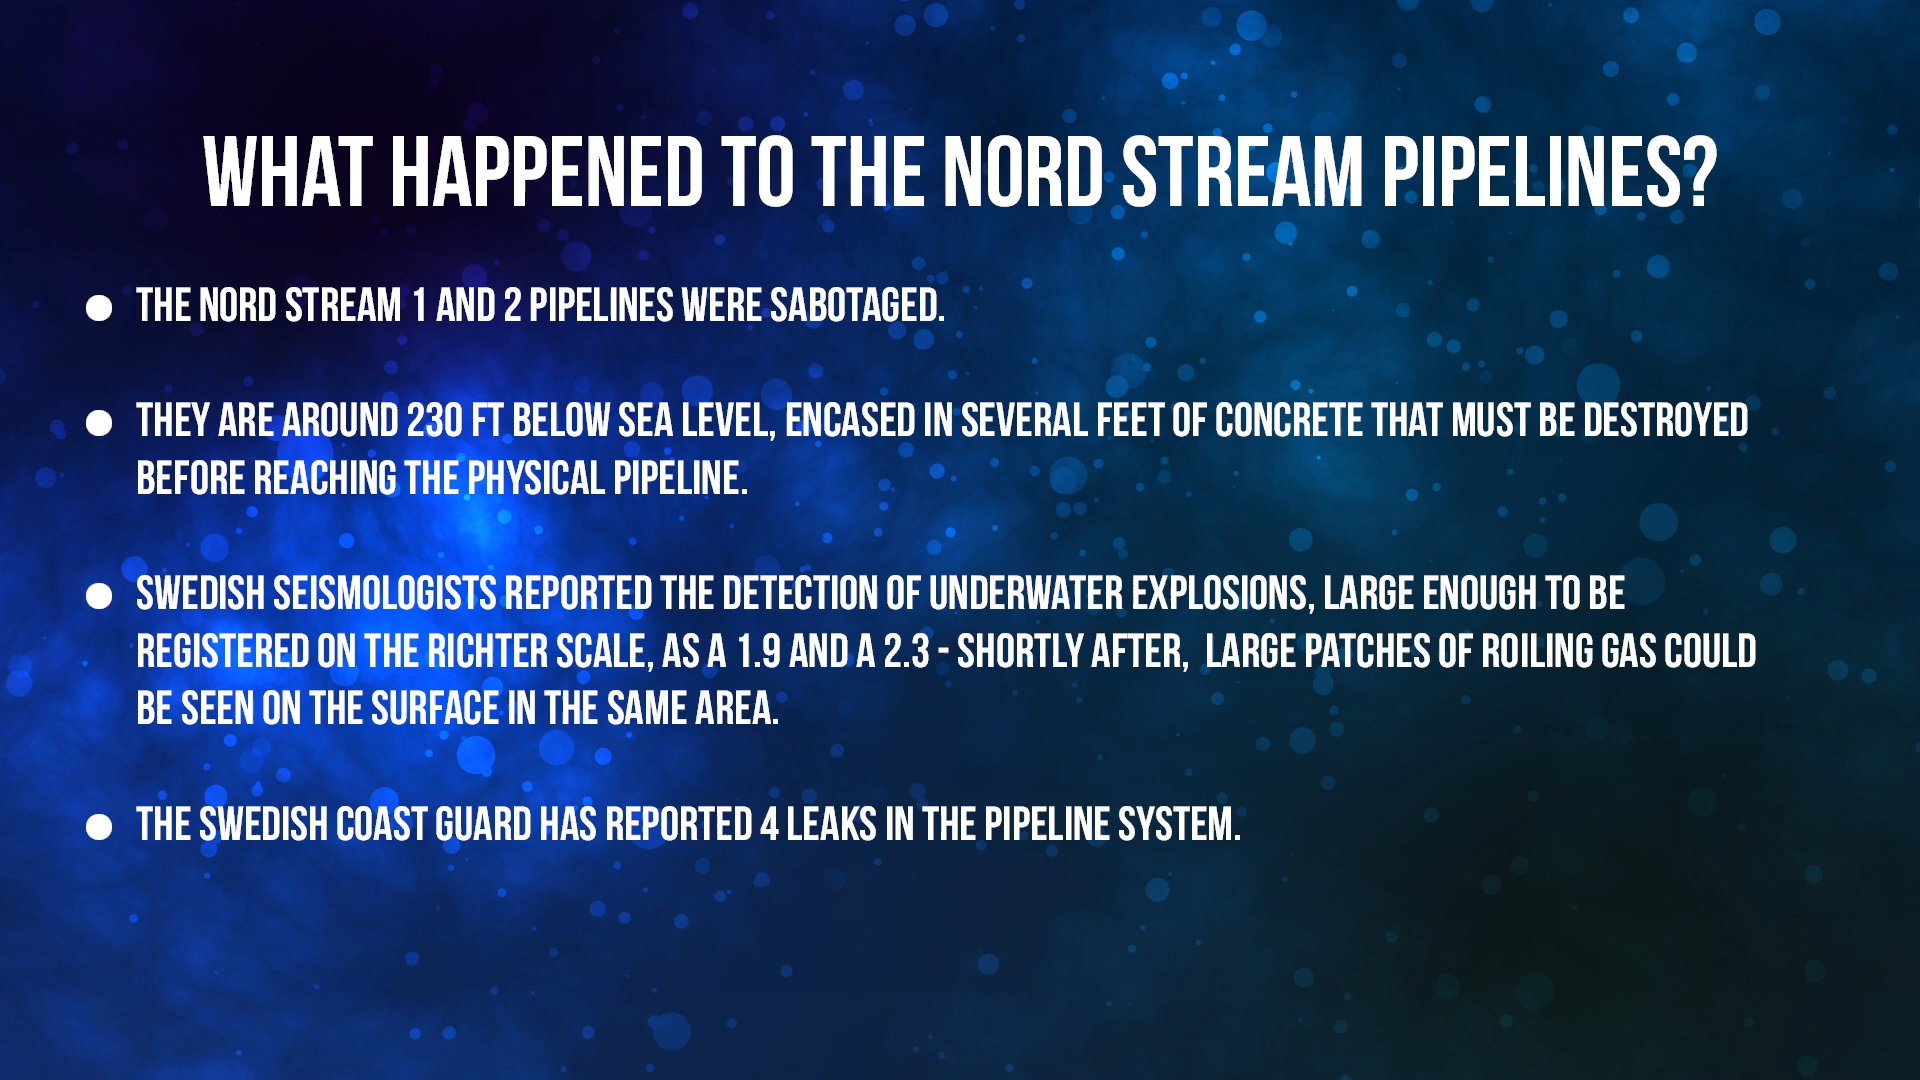 WHAT HAPPENED TO THE NORD STREAM PIPELINES?
● THE NORD STREAM 1 AND 2 PIPELINES WERE SABOTAGED.
● THEY ARE AROUND 230 FT BELOW SEA LEVEL, ENCASED IN SEVERAL FEET OF CONCRETE THAT MUST BE DESTROYED
BEFORE REACHING THE PHYSICAL PIPELINE.
● SWEDISH SEISMOLOGISTS REPORTED THE DETECTION OF UNDERWATER EXPLOSIONS, LARGE ENOUGH TO BE
REGISTERED ON THE RICHTER SCALE, AS A 1.9 AND A 2.3 - SHORTLY AFTER, LARGE PATCHES OF ROILING GAS COULD
BE SEEN ON THE SURFACE IN THE SAME AREA.
● THE SWEDISH COAST GUARD HAS REPORTED 4 LEAKS IN THE PIPELINE SYSTEM.